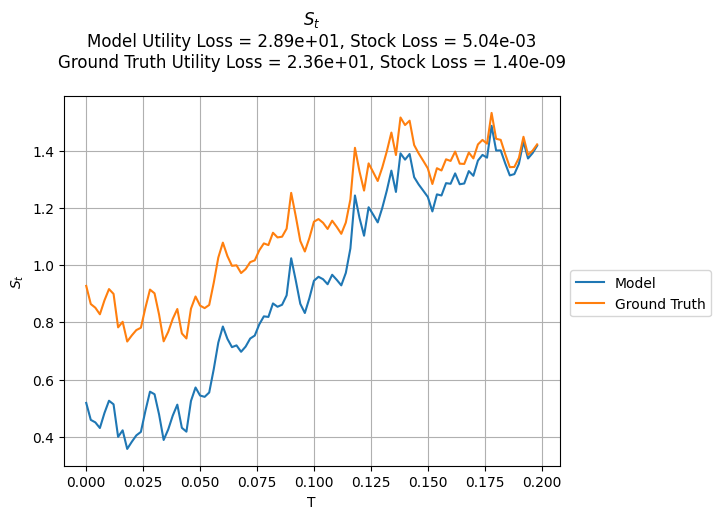 S_t
Model Utility Loss = 2.89e+01, Stock Loss = 5.04e-03
Ground Truth Utility Loss = 2.36e+01, Stock Loss = 1.40e-09
1.4
1.2
1.0
0.8
0.6
0.4
S_t
0.000 0.025 0.050 0.075 0.100 0.125 0.150 0.175 0.200
T
Model
Ground Truth